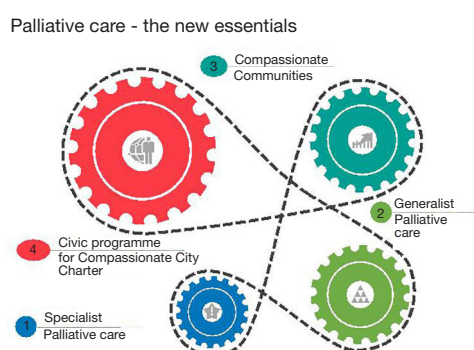 Palliative care - the new essentials
3
Compassionate
Communities
2
Generalist
Palliative
care
4
Civic programme
for Compassionate City
Charter
1
Specialist
Palliative care